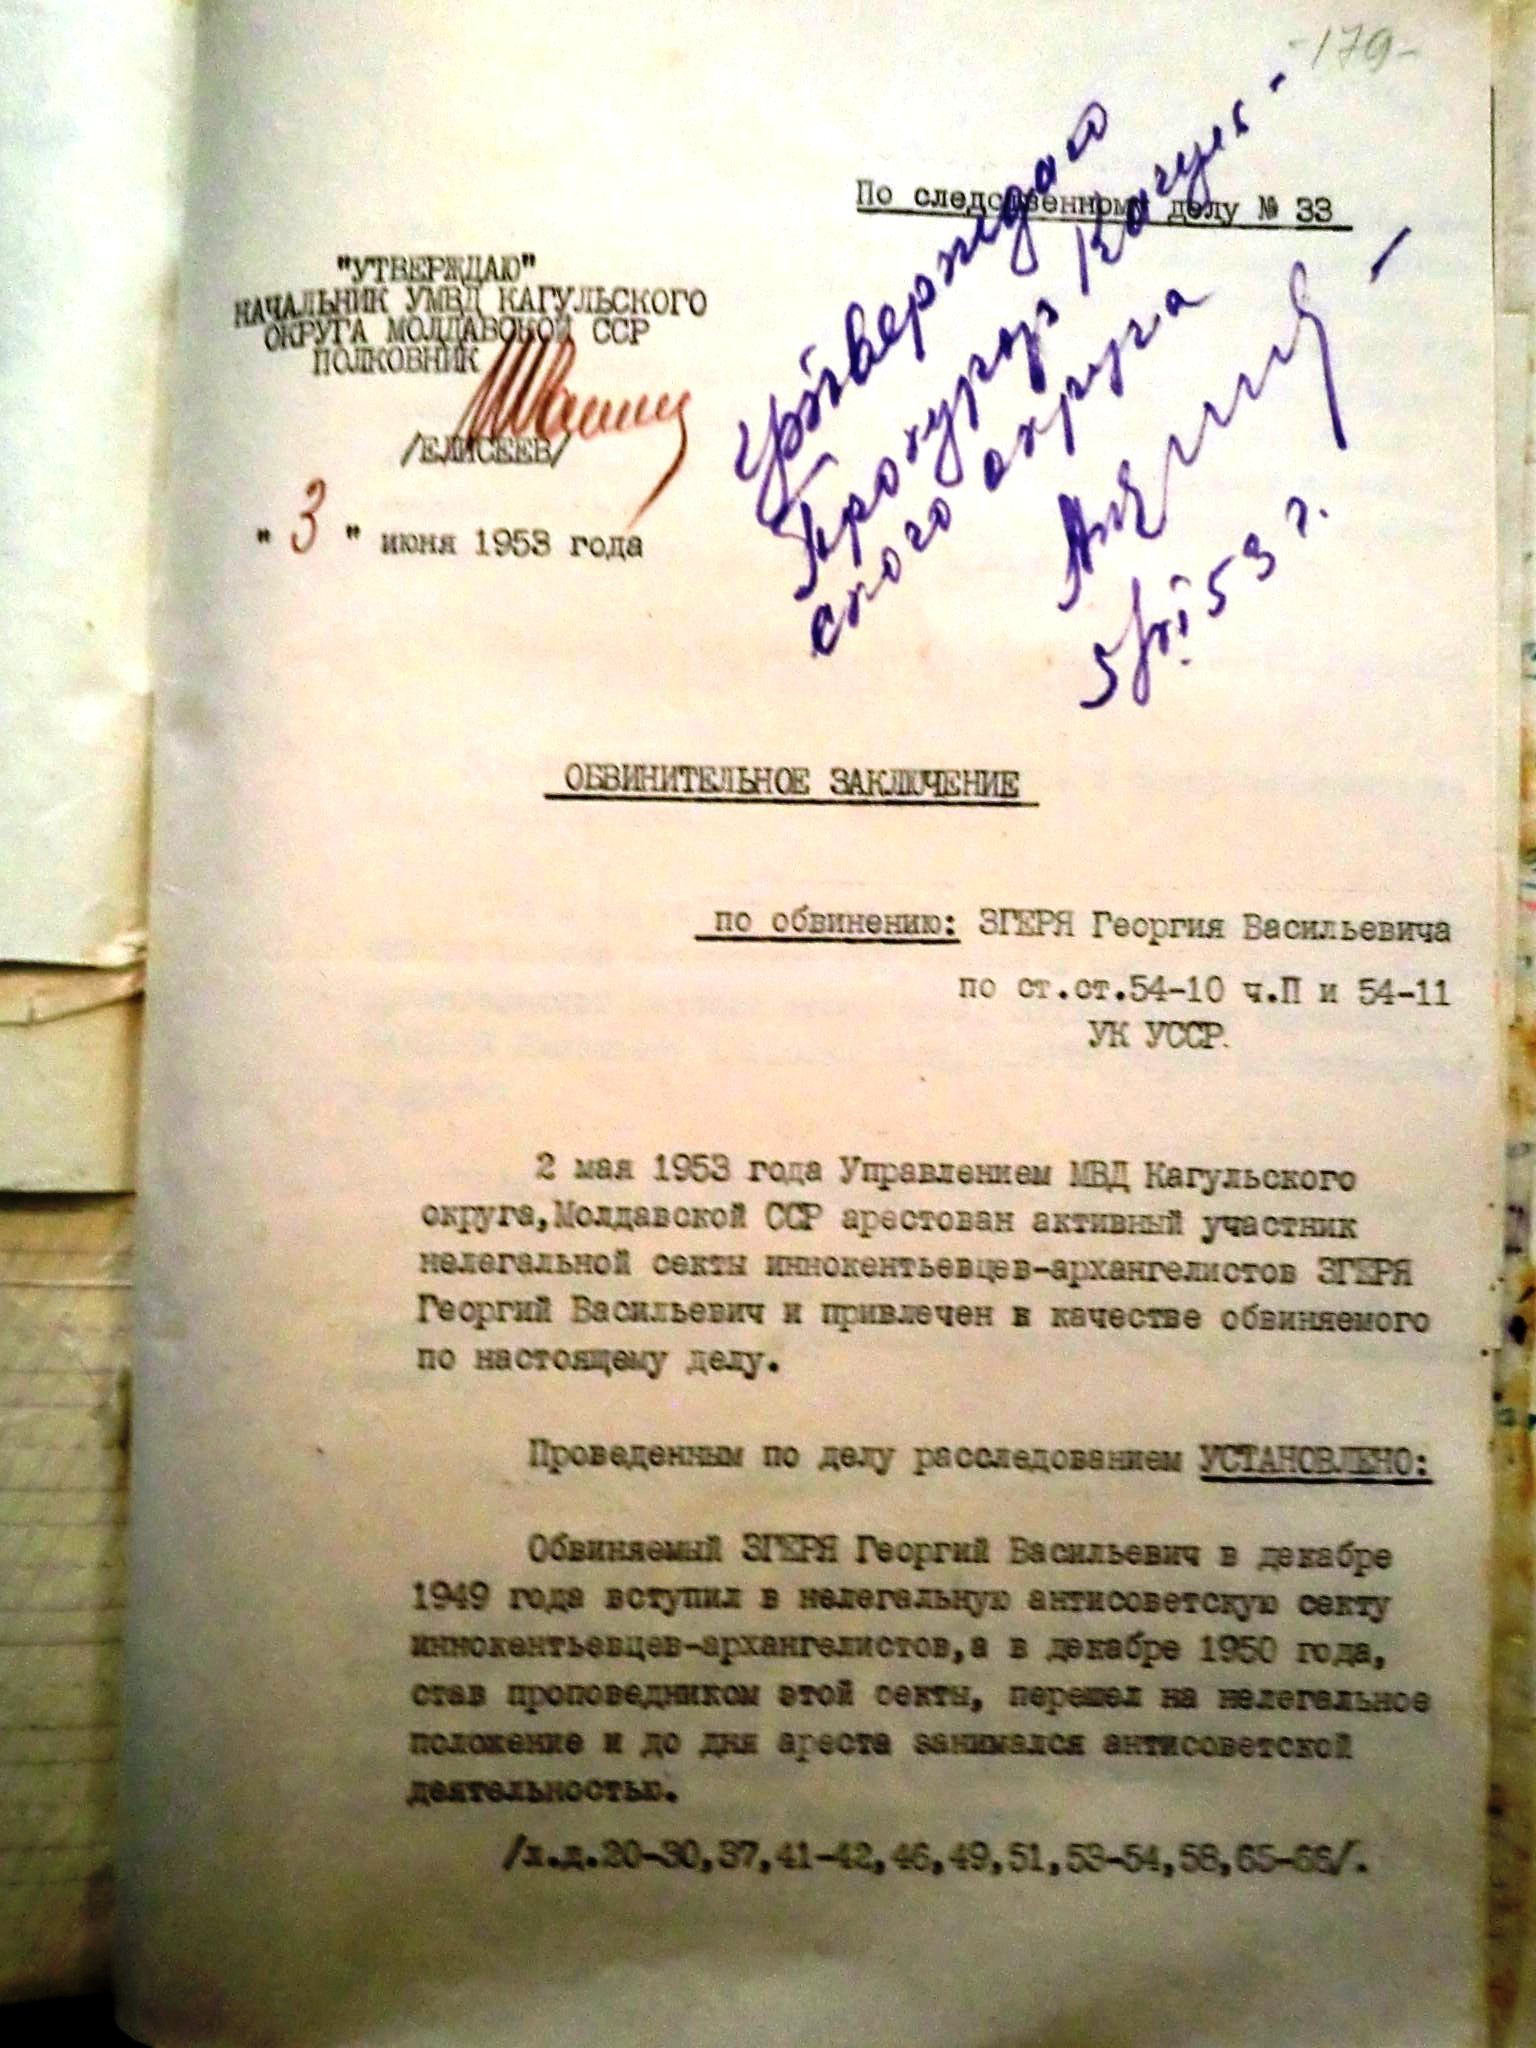 -179-
По следственному делу № 33
"УТВЕРЖДАЮ"
НАЧАЛЬНИК УМВД КАГУЛЬСКОГО
ОКРУГА МОЛДАВСКОЙ ССР
ПОЛКОВНИК
/ЕЛИСЕЕВ/
" 3 " июня 1953 года
Утверждаю
Прокурор Кагуль-
ского округа
5/VI 53 г.
ОБВИНИТЕЛЬНОЕ ЗАКЛЮЧЕНИЕ
по обвинению: ЗГЕРЯ Георгия Васильевича
по ст.ст.54-10 ч.П и 54-11
УК УССР.
2 мая 1953 года Управлением МВД Кагульского
округа,Молдавской ССР арестован активный участник
нелегальной секты иннокентьевцев-архангелистов ЗГЕРЯ
Георгий Васильевич и привлечен в качестве обвиняемого
по настоящему делу.
Проведенным по делу расследованием УСТАНОВЛЕНО:
Обвиняемый ЗГЕРЯ Георгий Васильевич в декабре
1949 года вступил в нелегальную антисоветскую секту
иннокентьевцев-архангелистов,а в декабре 1950 года,
став проповедником этой секты, перешел на нелегальное
положение и до дня ареста занимался антисоветской
деятельностью.
/л.д.20-30,37,41-42,46,49,51,53-54,58,65-66/.